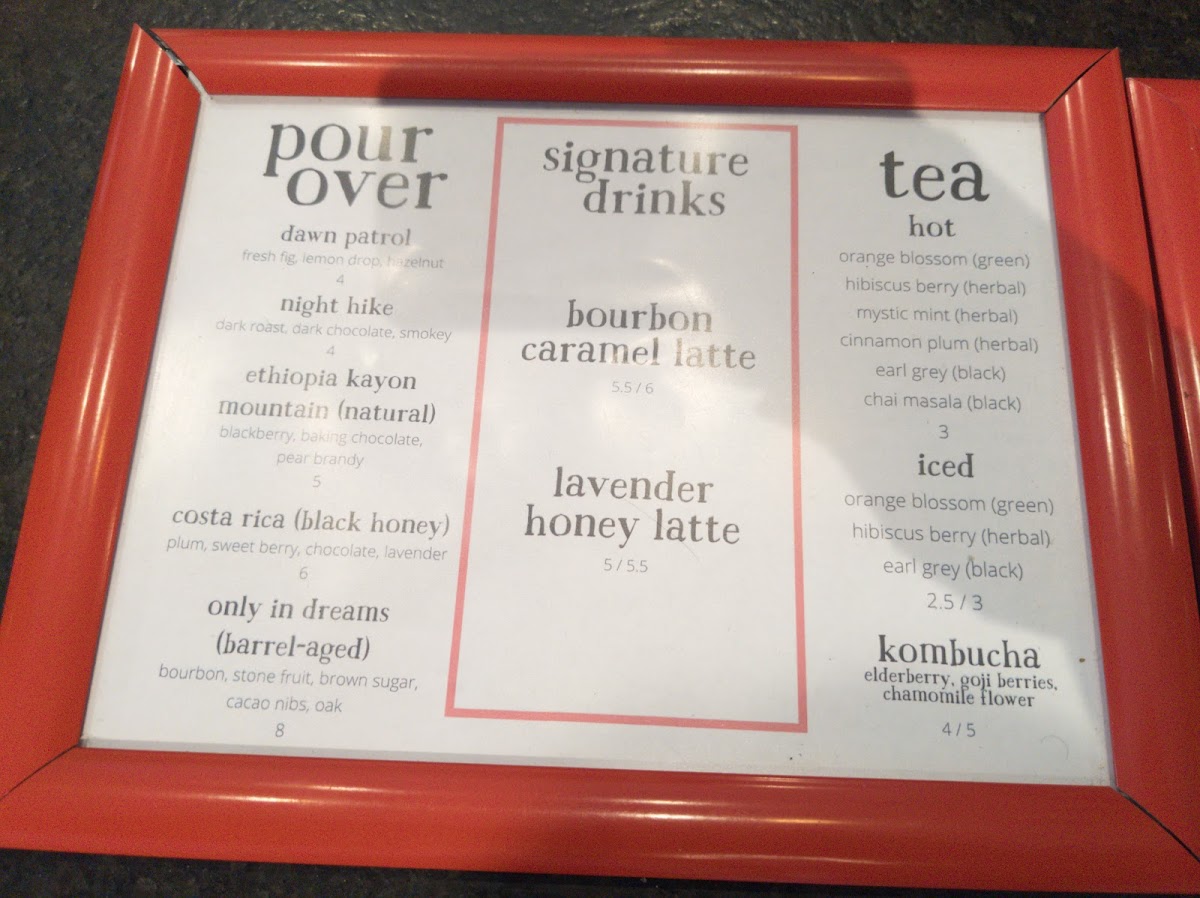 pour
over
dawn patrol
fresh fig, lemon drop, hazelnut
4
night hike
dark roast, dark chocolate, smokey
4
ethiopia kayon
mountain (natural)
blackberry, baking chocolate,
pear brandy
5
costa rica (black honey)
plum, sweet berry, chocolate, lavender
6
only in dreams
(barrel-aged)
bourbon, stone fruit, brown sugar,
cacao nibs, oak
8
signature
drinks
bourbon
caramel latte
5.5 / 6
lavender
honey latte
5 / 5.5
tea
hot
orange blossom (green)
hibiscus berry (herbal)
mystic mint (herbal)
cinnamon plum (herbal)
earl grey (black)
chai masala (black)
3
iced
orange blossom (green)
hibiscus berry (herbal)
earl grey (black)
2.5 / 3
kombucha
elderberry, goji berries,
chamomile flower
4 / 5